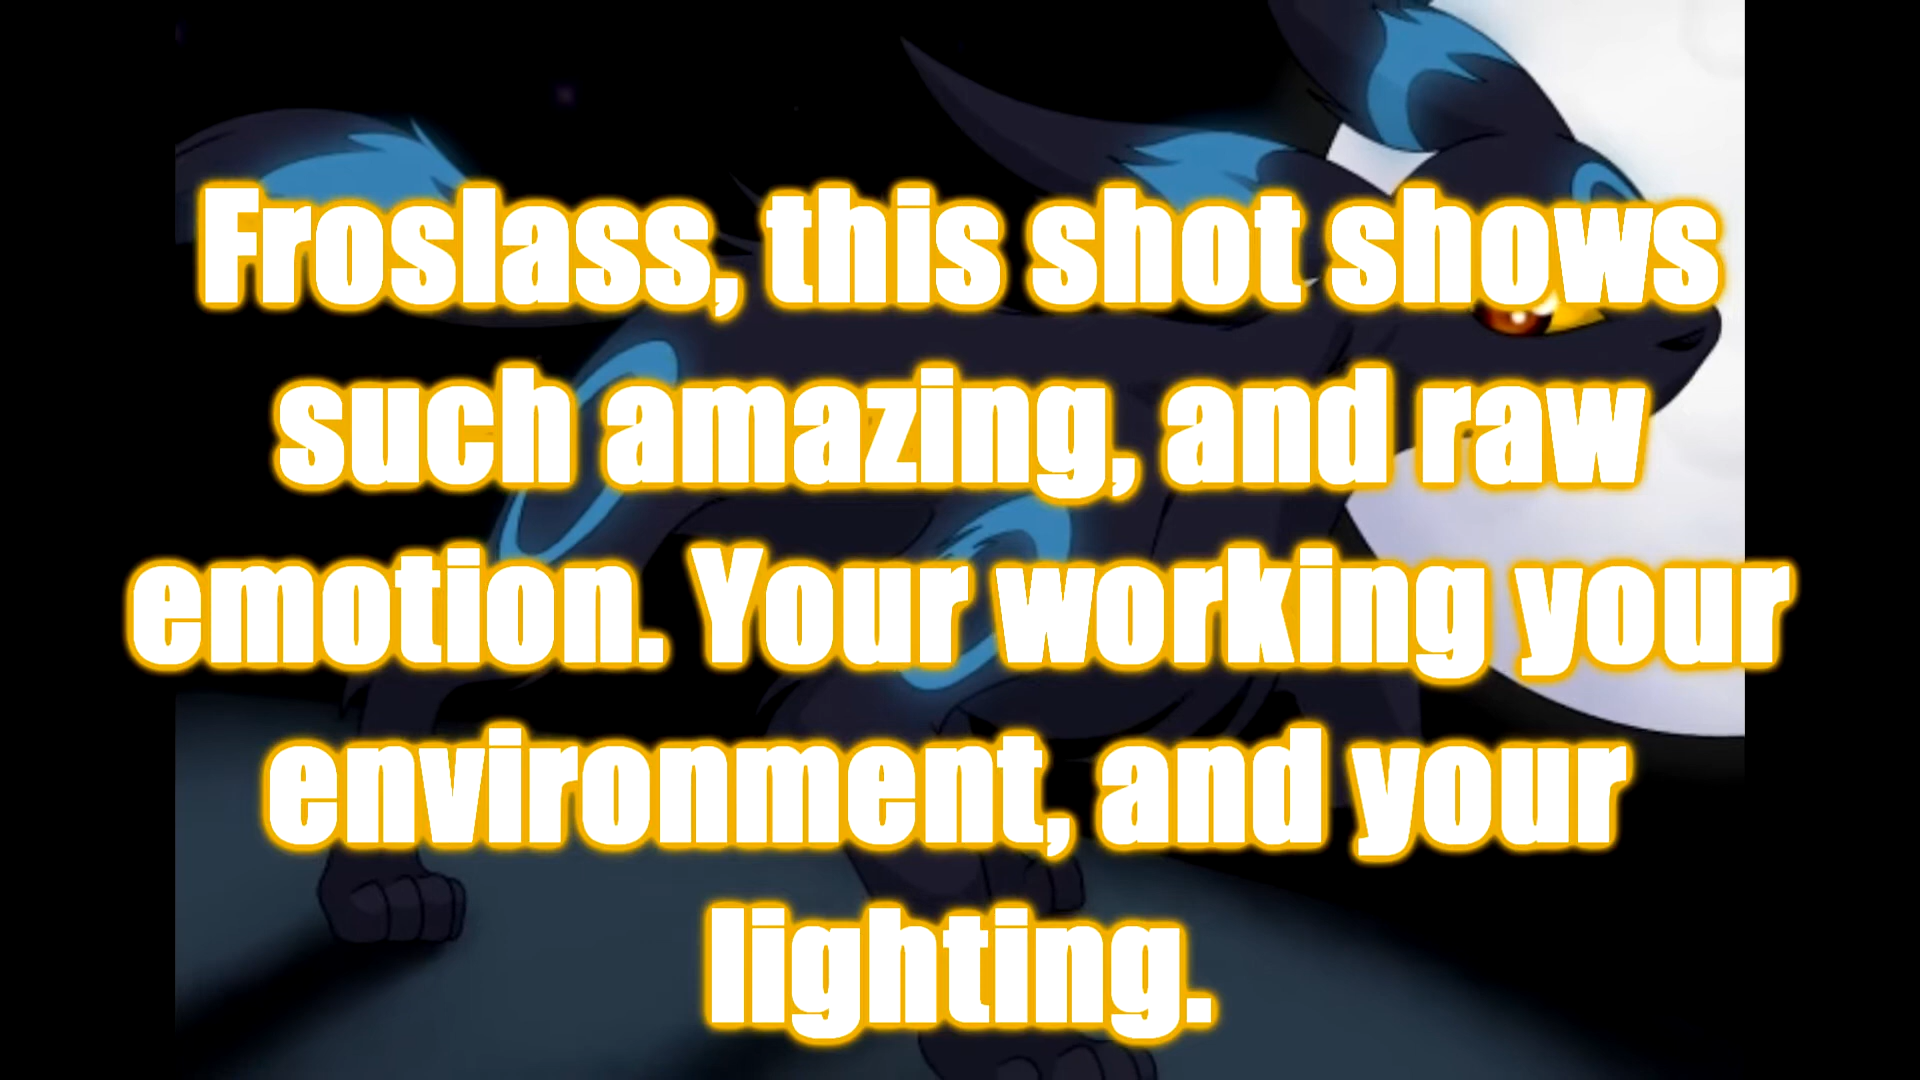 Froslass, this shot shows
such amazing, and raw
emotion. Your working your
environment, and your
lighting.